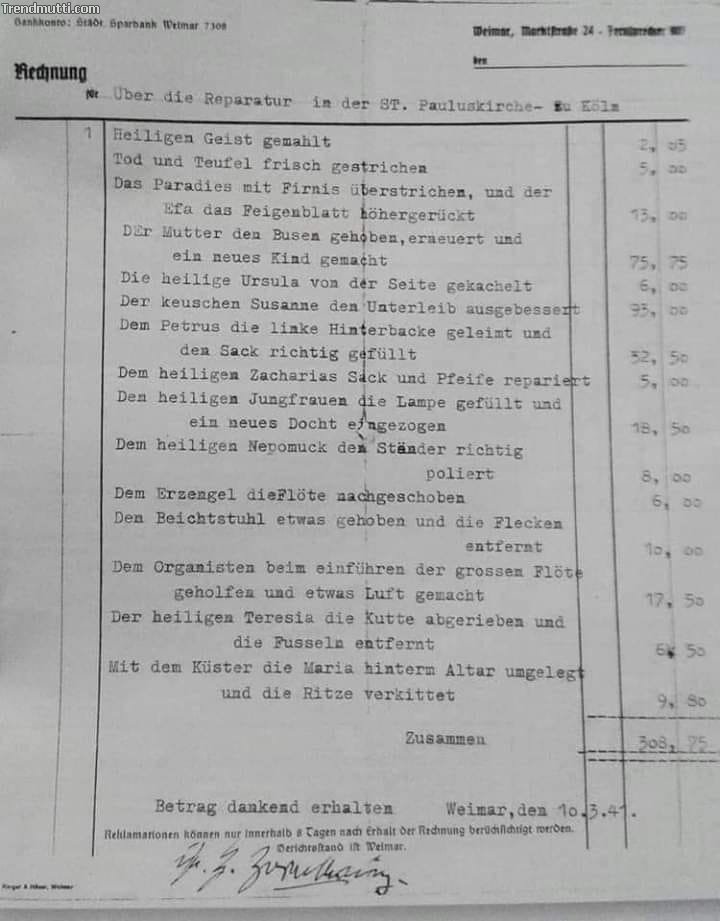 Trendmutti.com
Bankkonto: Städt. Sparbank Weimar 7308
Weimar, Marktstraße 24 - Fernsprecher
den
Rechnung
für Über die Reparatur in der ST. Pauluskirche- zu Köln
1 Heiligen Geist gemahlt 2, 05
Tod und Teufel frisch gestrichen 5, 00
Das Paradies mit Firnis überstrichen, und der
Efa das Feigenblatt höhergerückt 13, 00
DEr Mutter den Busen gehoben,erneuert und
ein neues Kind gemacht 75, 75
Die heilige Ursula von der Seite gekachelt 6, 00
Der keuschen Susanne den Unterleib ausgebessert 93, 00
Dem Petrus die linke Hinterbacke geleimt und
den Sack richtig gefüllt 32, 50
Dem heiligen Zacharias Sack und Pfeife repariert 5, 00
Den heiligen Jungfrauen die Lampe gefüllt und
ein neues Docht eingezogen 18, 50
Dem heiligen Nepomuck den Ständer richtig
poliert 8, 00
Dem Erzengel dieFlöte nachgeschoben 6, 00
Den Beichtstuhl etwas gehoben und die Flecken
entfernt 10, 00
Dem Organisten beim einführen der grossen Flöte
geholfen und etwas Luft gemacht 17, 50
Der heiligen Teresia die Kutte abgerieben und
die Fusseln entfernt 6, 50
Mit dem Küster die Maria hinterm Altar umgelegt
und die Ritze verkittet 9, 80
Zusammen 308, 75
Betrag dankend erhalten Weimar,den 10.3.41.
Reklamationen können nur innerhalb 8 Tagen nach Erhalt der Rechnung berücksichtigt werden.
Gerichtsstand ist Weimar.
Weimar